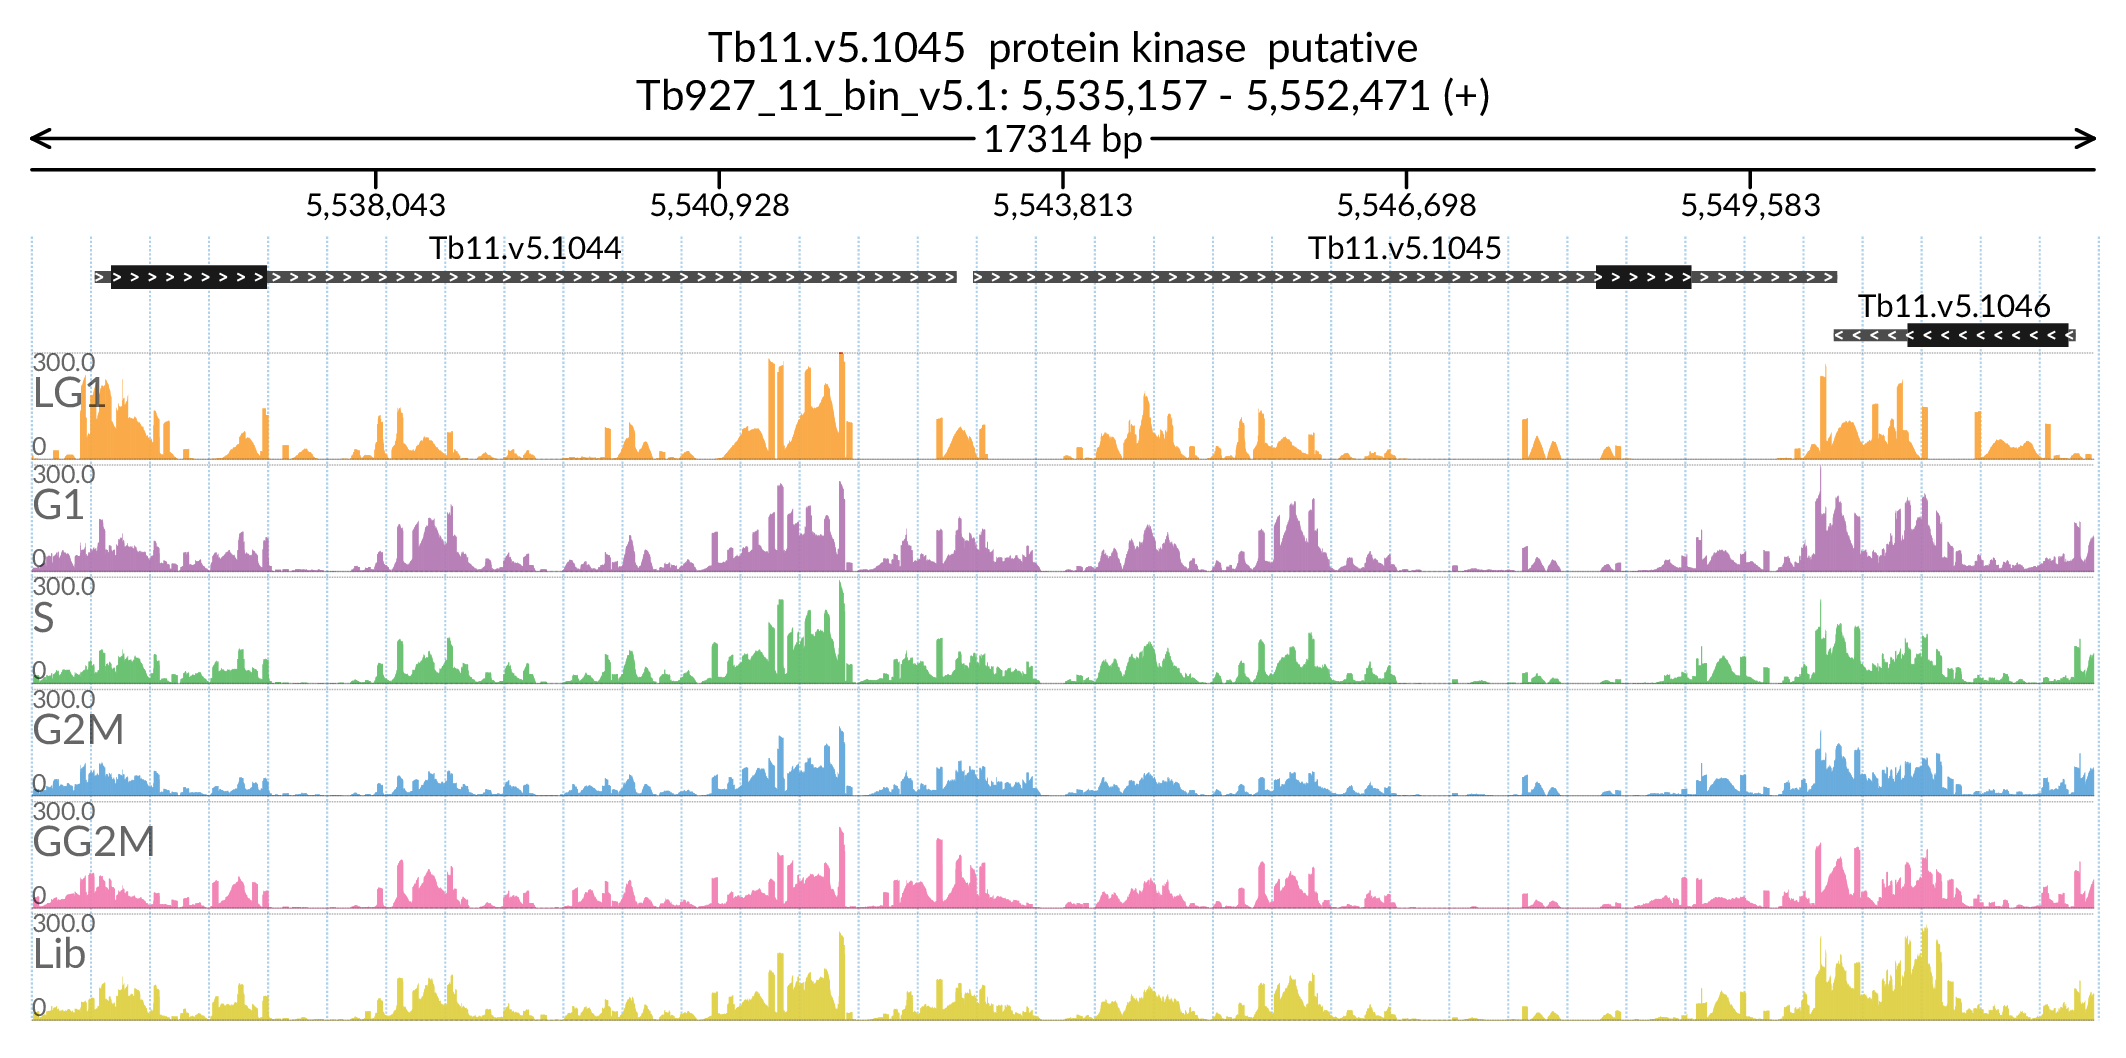 Tb11.v5.1045 protein kinase putative
Tb927_11_bin_v5.1: 5,535,157 - 5,552,471 (+)
17314 bp
5,538,043 5,540,928 5,543,813 5,546,698 5,549,583
Tb11.v5.1044 Tb11.v5.1045
Tb11.v5.1046
300.0
LG1
0
300.0
G1
0
300.0
S
0
300.0
G2M
0
300.0
GG2M
0
300.0
Lib
0